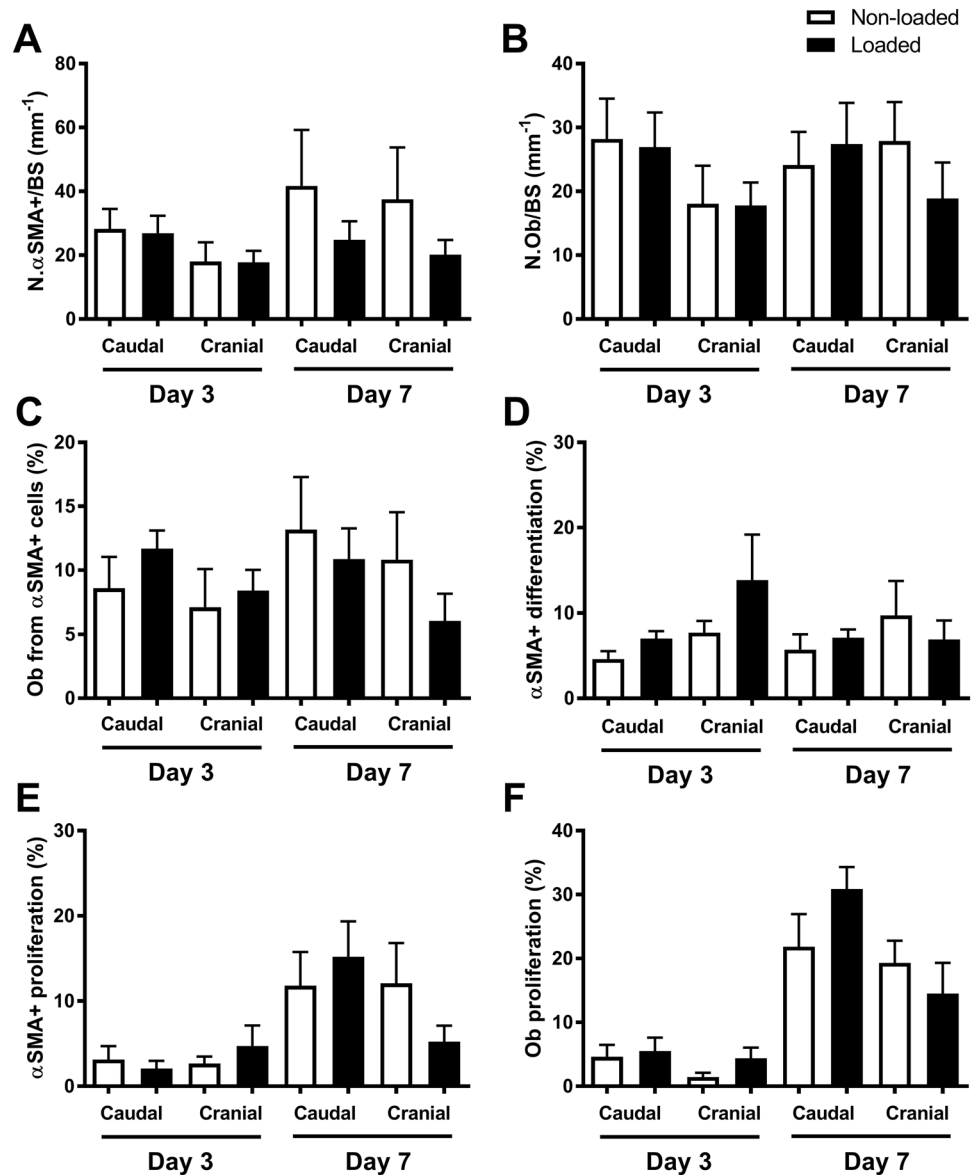 Non-loaded
Loaded
A
N.αSMA+/BS (mm⁻¹)
80
60
40
20
0
Caudal Cranial Caudal Cranial
Day 3 Day 7
B
N.Ob/BS (mm⁻¹)
40
30
20
10
0
Caudal Cranial Caudal Cranial
Day 3 Day 7
C
Ob from αSMA+ cells (%)
20
15
10
5
0
Caudal Cranial Caudal Cranial
Day 3 Day 7
D
αSMA+ differentiation (%)
30
20
10
0
Caudal Cranial Caudal Cranial
Day 3 Day 7
E
αSMA+ proliferation (%)
30
20
10
0
Caudal Cranial Caudal Cranial
Day 3 Day 7
F
Ob proliferation (%)
40
30
20
10
0
Caudal Cranial Caudal Cranial
Day 3 Day 7